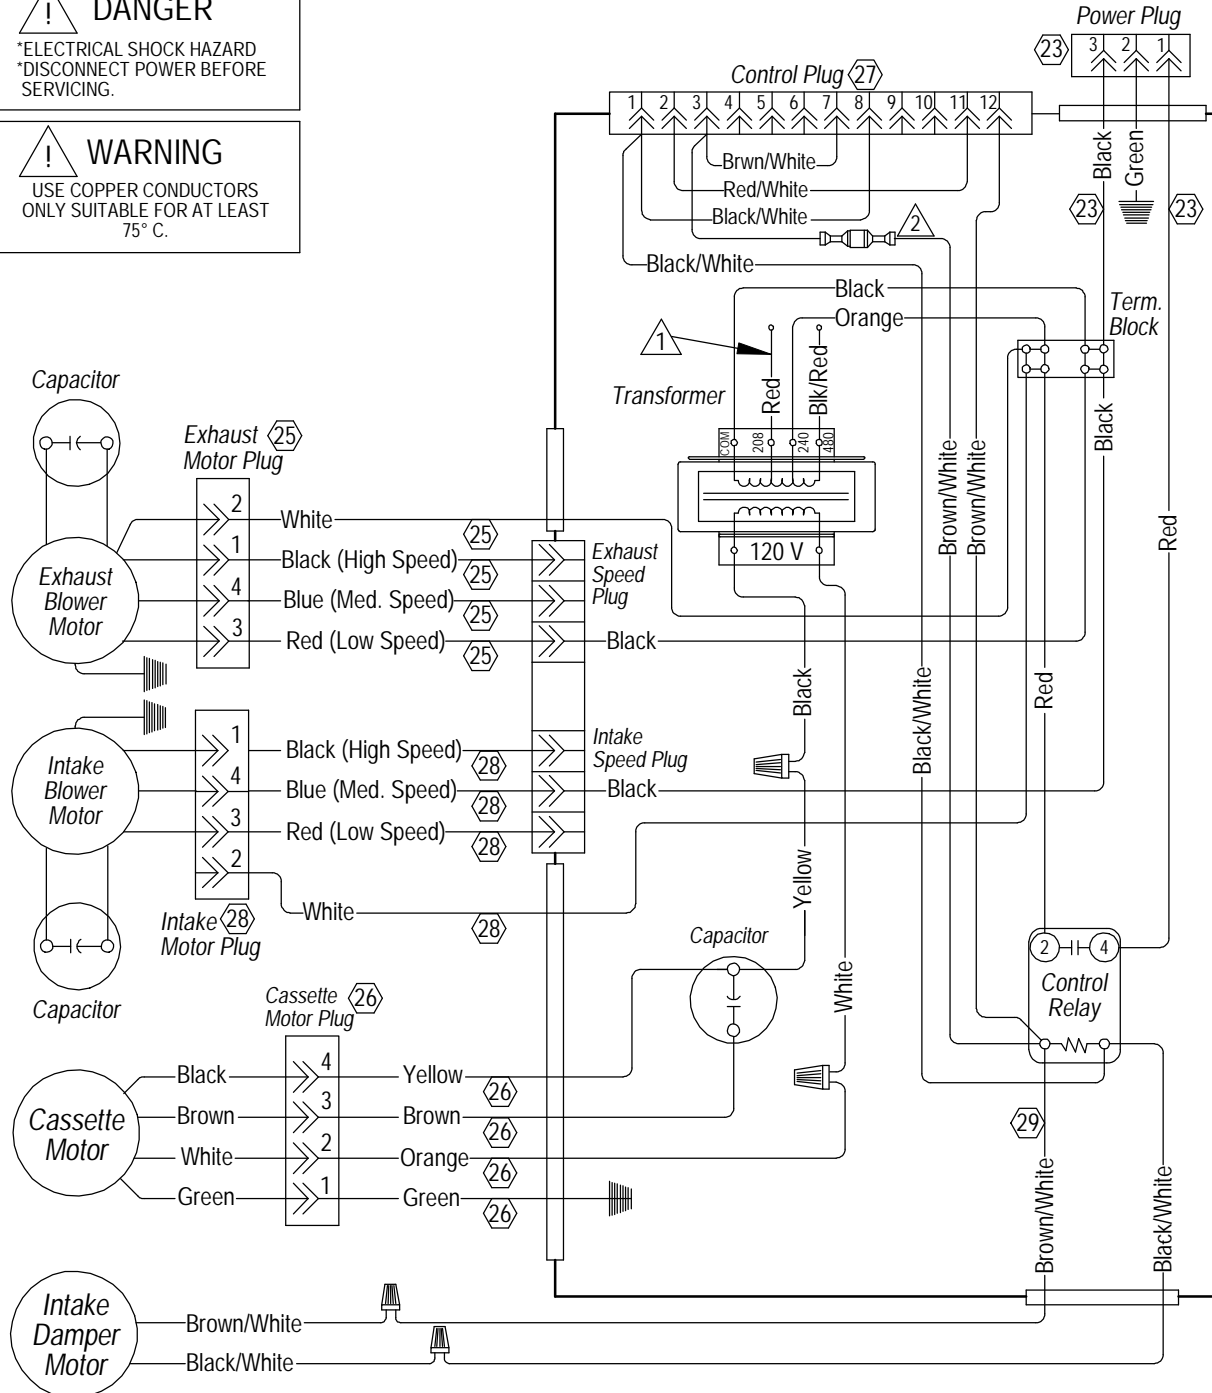 ! DANGER
*ELECTRICAL SHOCK HAZARD
*DISCONNECT POWER BEFORE
SERVICING.
! WARNING
USE COPPER CONDUCTORS
ONLY SUITABLE FOR AT LEAST
75° C.
Power Plug
23
3 2 1
Control Plug 27
1 2 3 4 5 6 7 8 9 10 11 12
Black
Green
23
23
Brwn/White
Red/White
Black/White
2
Black/White
Black
Orange
Term.
Block
1
Red
Blk/Red
Transformer
COM 208 240 480
120 V
Black
Brown/White
Brown/White
Red
Capacitor
Exhaust 25
Motor Plug
2
White
25
1
Black (High Speed)
25
4
Blue (Med. Speed)
25
3
Red (Low Speed)
25
Exhaust
Blower
Motor
Exhaust
Speed
Plug
Black
Black
Black/White
Red
Intake
Blower
Motor
1
Black (High Speed)
28
4
Blue (Med. Speed)
28
3
Red (Low Speed)
28
2
White
28
Intake
Speed Plug
Black
Yellow
Intake 28
Motor Plug
Capacitor
Capacitor
White
2 4
Control
Relay
Cassette 26
Motor Plug
Cassette
Motor
Black
4
Yellow
26
Brown
3
Brown
26
White
2
Orange
26
Green
1
Green
26
29
Brown/White
Black/White
Intake
Damper
Motor
Brown/White
Black/White